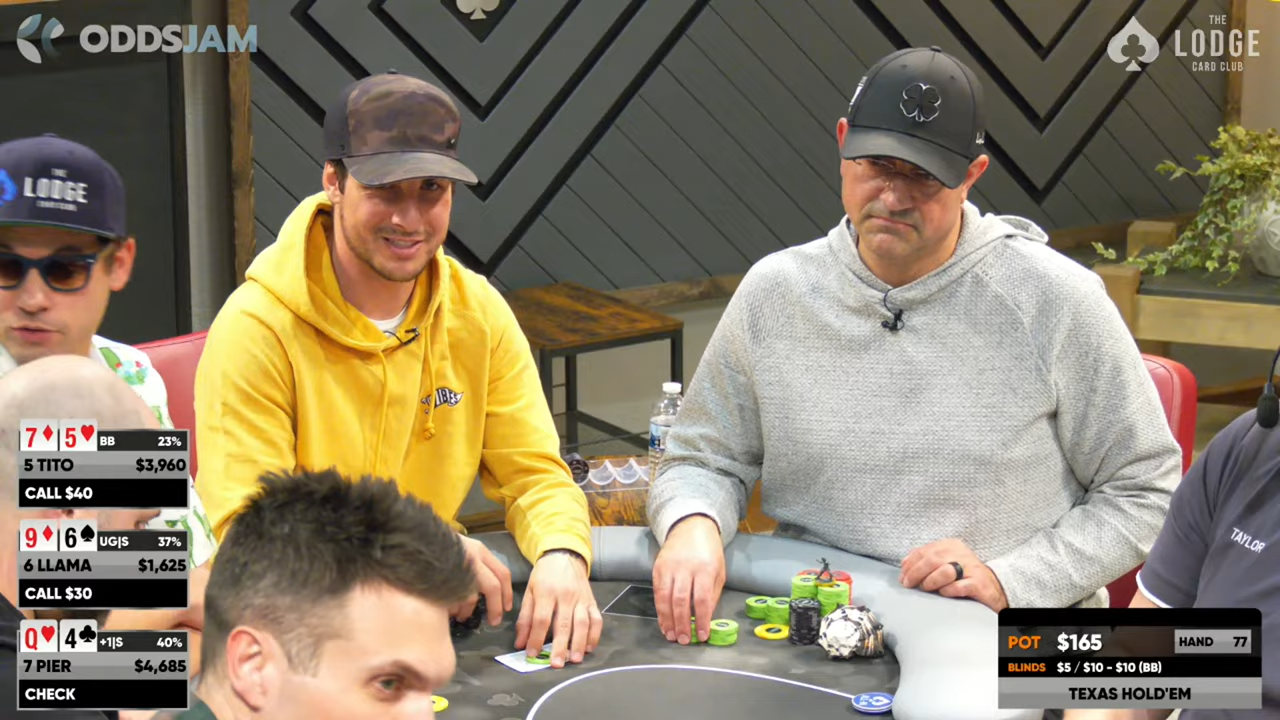 ODDSJAM
THE
LODGE
CARD CLUB
THE
LODGE
7 5 BB 23%
5 TITO $3,960
CALL $40
9 6 UG|S 37%
6 LLAMA $1,625
CALL $30
Q 4 +1|S 40%
7 PIER $4,685
CHECK
TAYLOR
POT $165 HAND 77
BLINDS $5 / $10 - $10 (BB)
TEXAS HOLD'EM